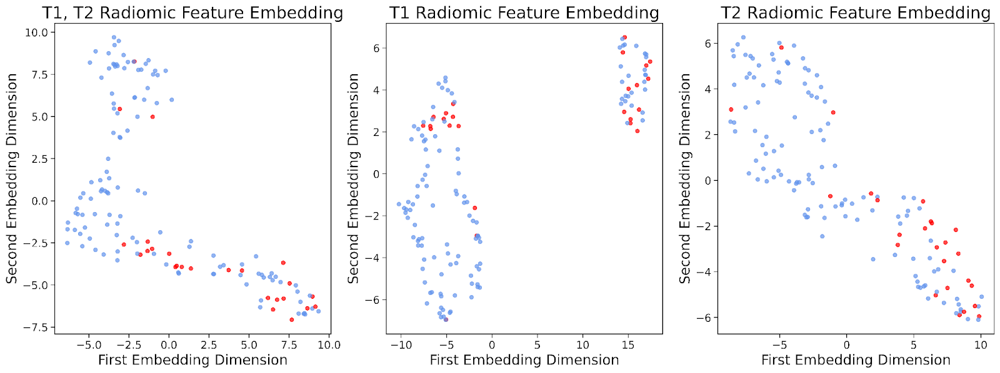 T1, T2 Radiomic Feature Embedding
10.0
7.5
5.0
2.5
0.0
−2.5
−5.0
−7.5
Second Embedding Dimension
−5.0 −2.5 0.0 2.5 5.0 7.5 10.0
First Embedding Dimension
T1 Radiomic Feature Embedding
6
4
2
0
−2
−4
−6
Second Embedding Dimension
−10 −5 0 5 10 15
First Embedding Dimension
T2 Radiomic Feature Embedding
6
4
2
0
−2
−4
−6
Second Embedding Dimension
−5 0 5 10
First Embedding Dimension